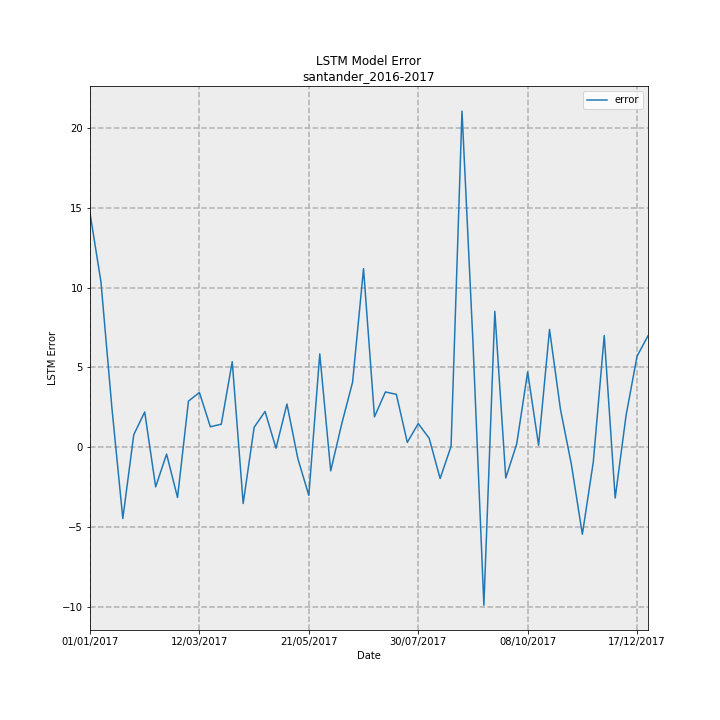 LSTM Model Error
santander_2016-2017
error
20
15
10
5
0
−5
−10
LSTM Error
01/01/2017 12/03/2017 21/05/2017 30/07/2017 08/10/2017 17/12/2017
Date